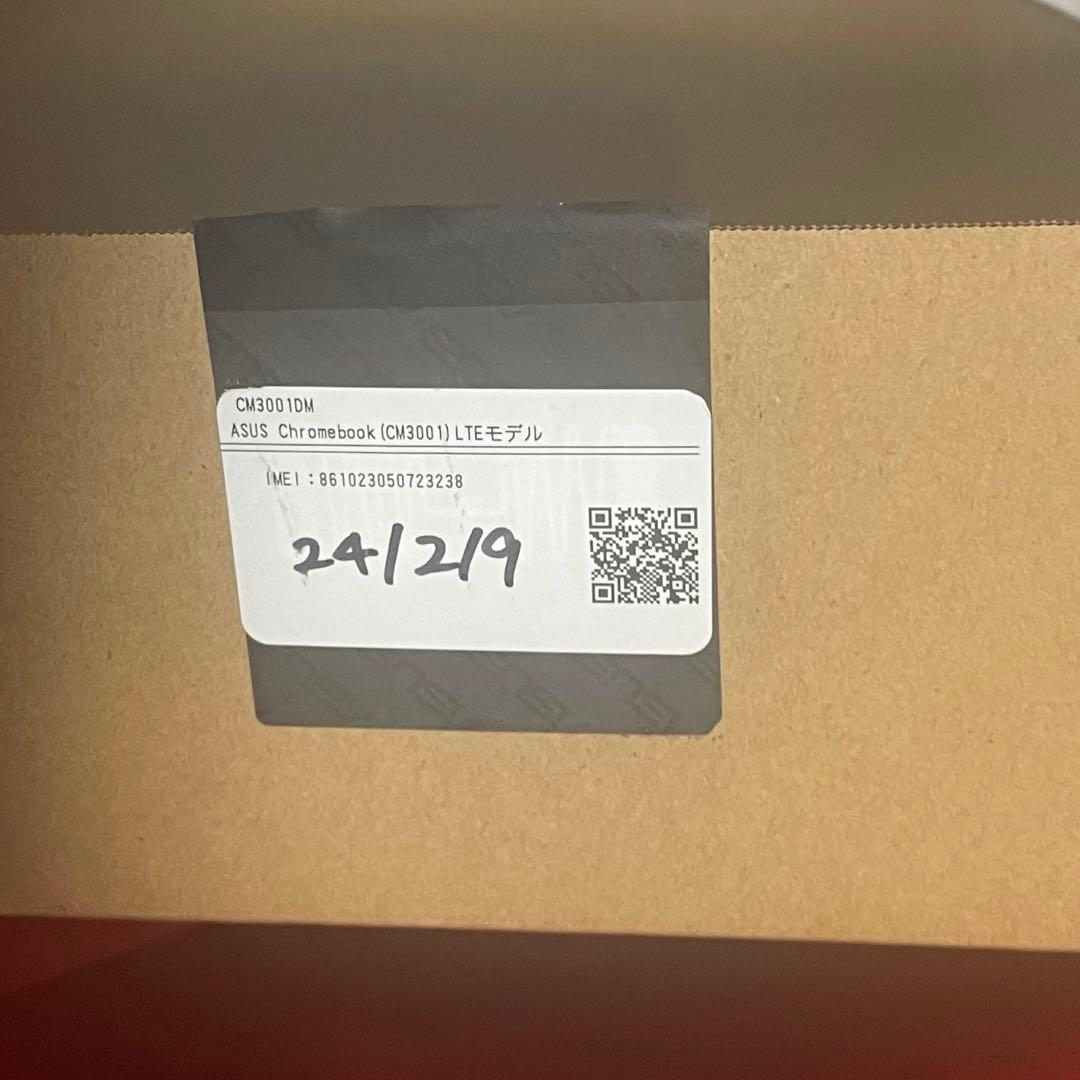 CM3001DM
ASUS Chromebook(CM3001)LTEモデル
IMEI:861023050723238
24/2/9